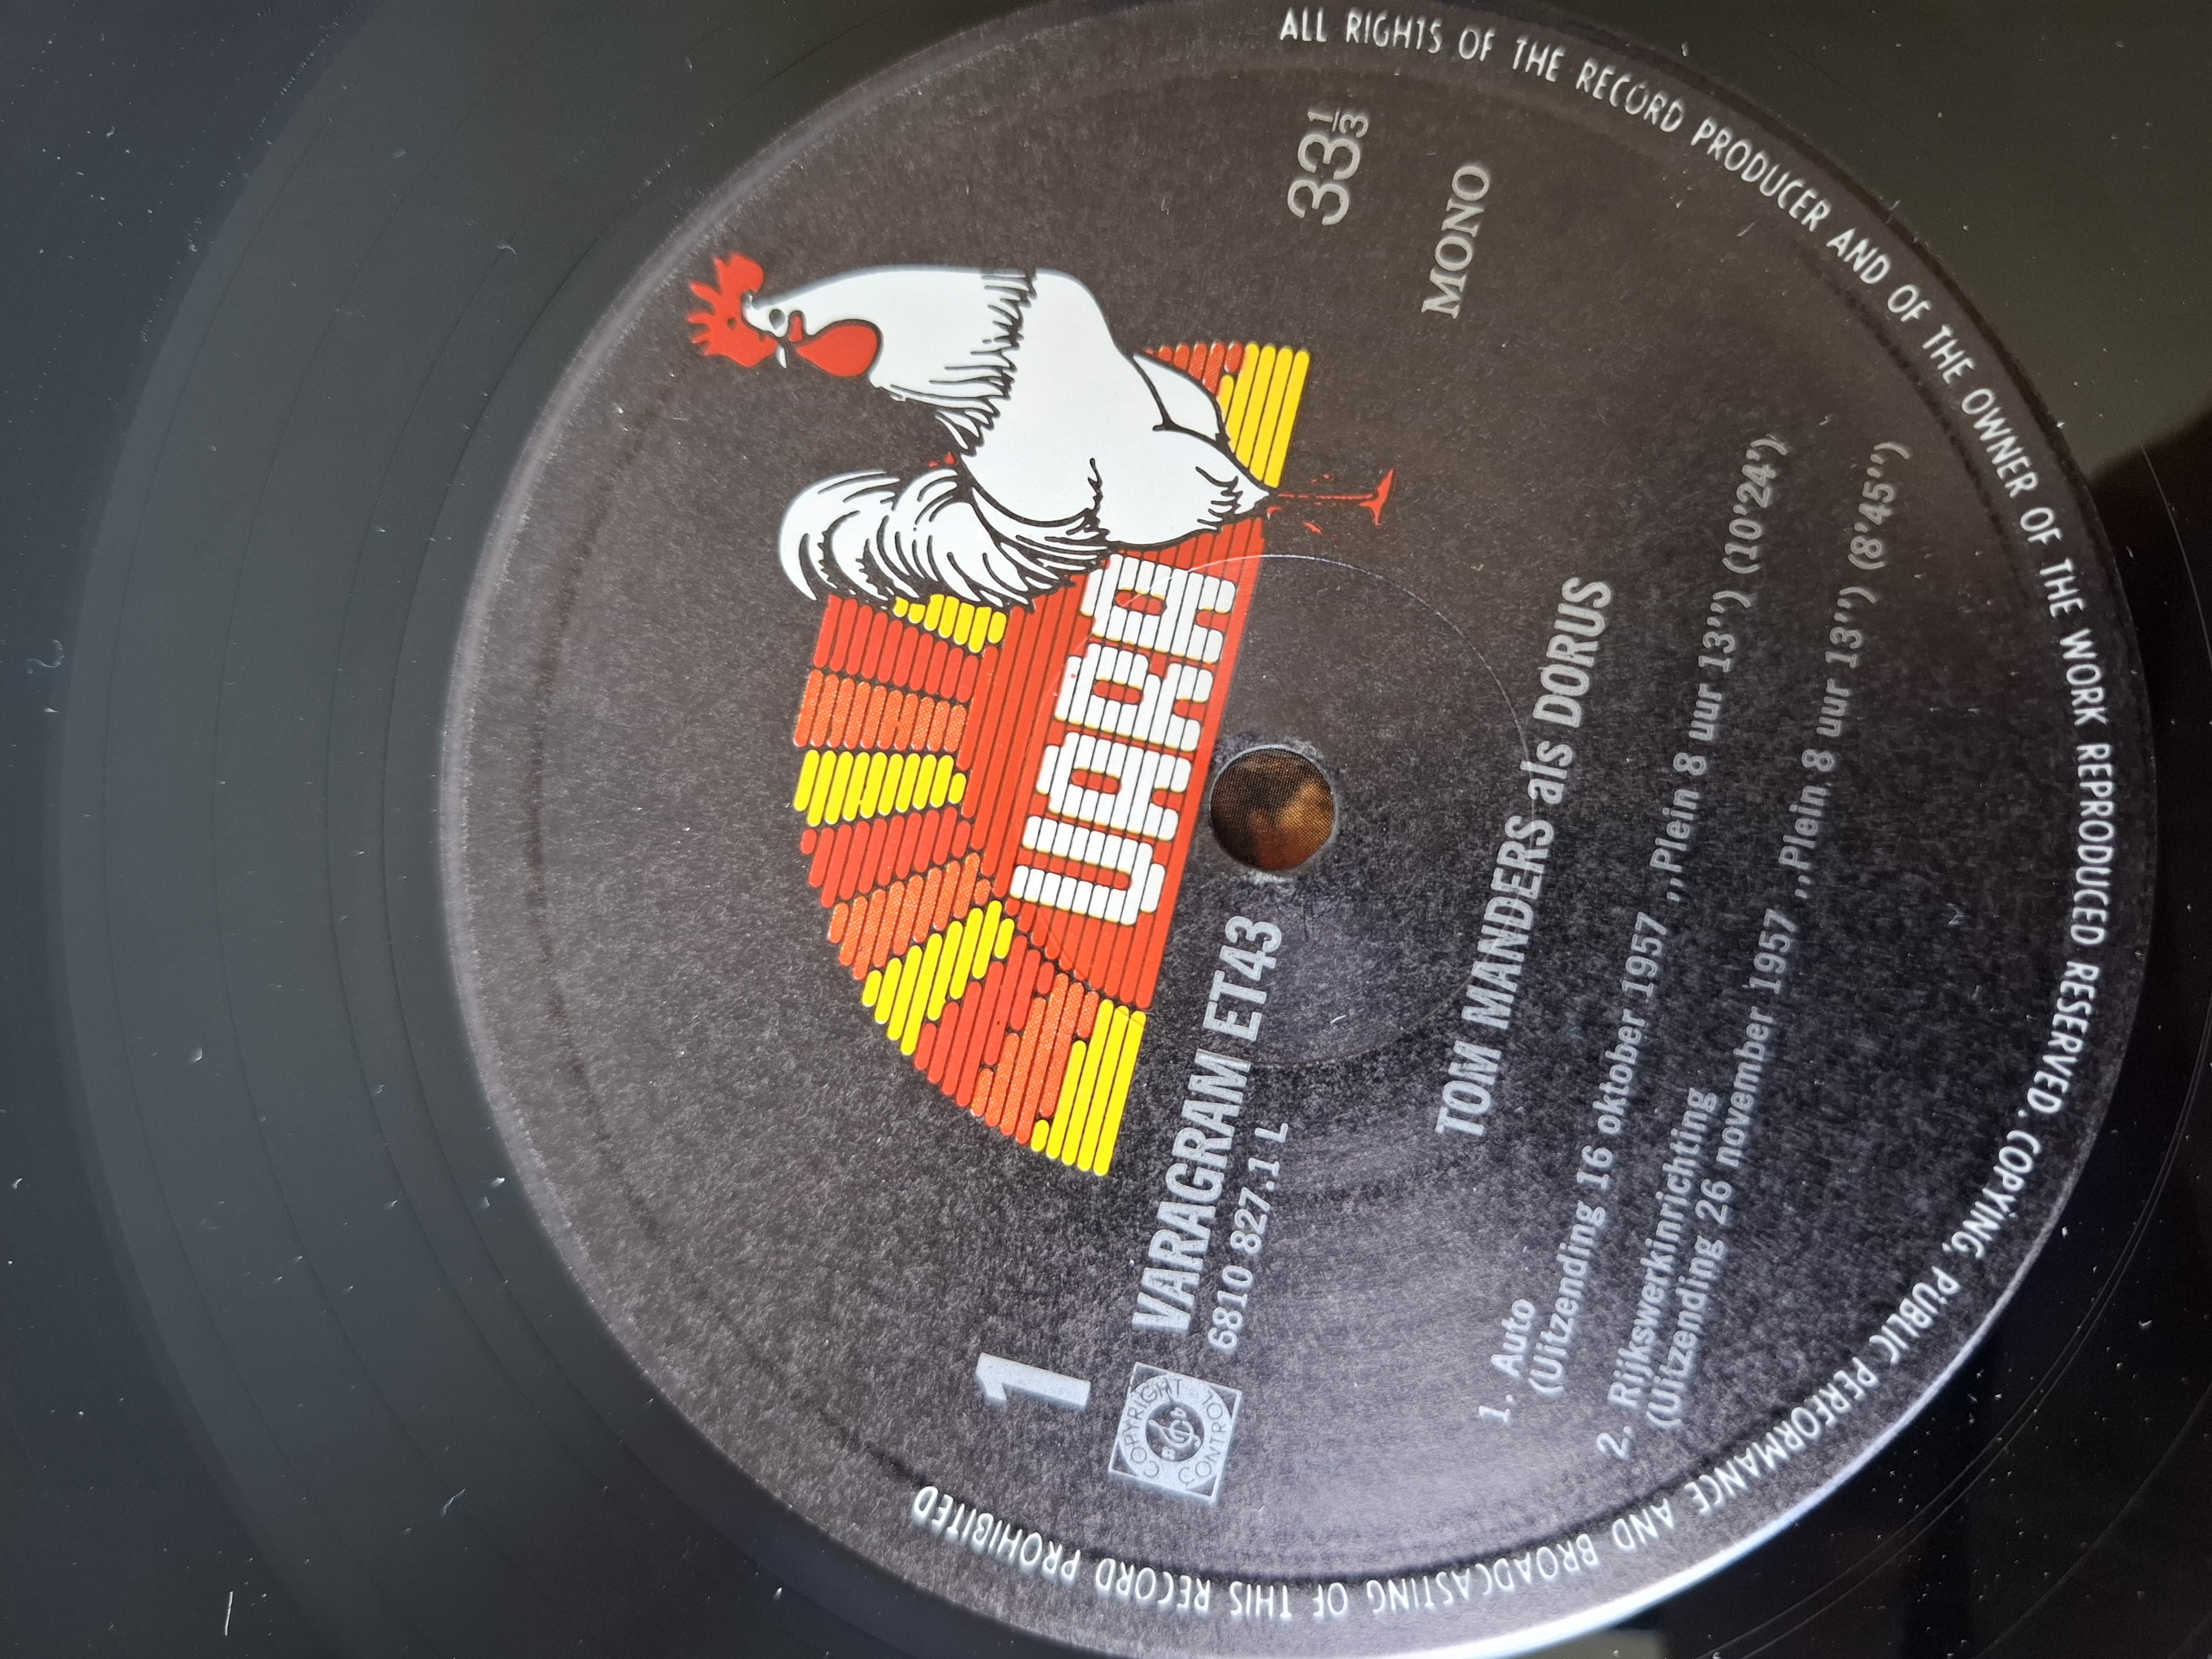 VARA
1
COPYRIGHT CONTROL
VARAGRAM ET43
6810 827.1 L
33 1/3
MONO
TOM MANDERS als DORUS
1. Auto
(Uitzending 16 oktober 1957 ,,Plein 8 uur 13'') (10'24')
2. Rijkswerkinrichting
(Uitzending 26 november 1957 ,,Plein 8 uur 13'') (8'45'')
ALL RIGHTS OF THE RECORD PRODUCER AND OF THE OWNER OF THE WORK REPRODUCED RESERVED. COPYING, PUBLIC PERFORMANCE AND BROADCASTING OF THIS RECORD PROHIBITED